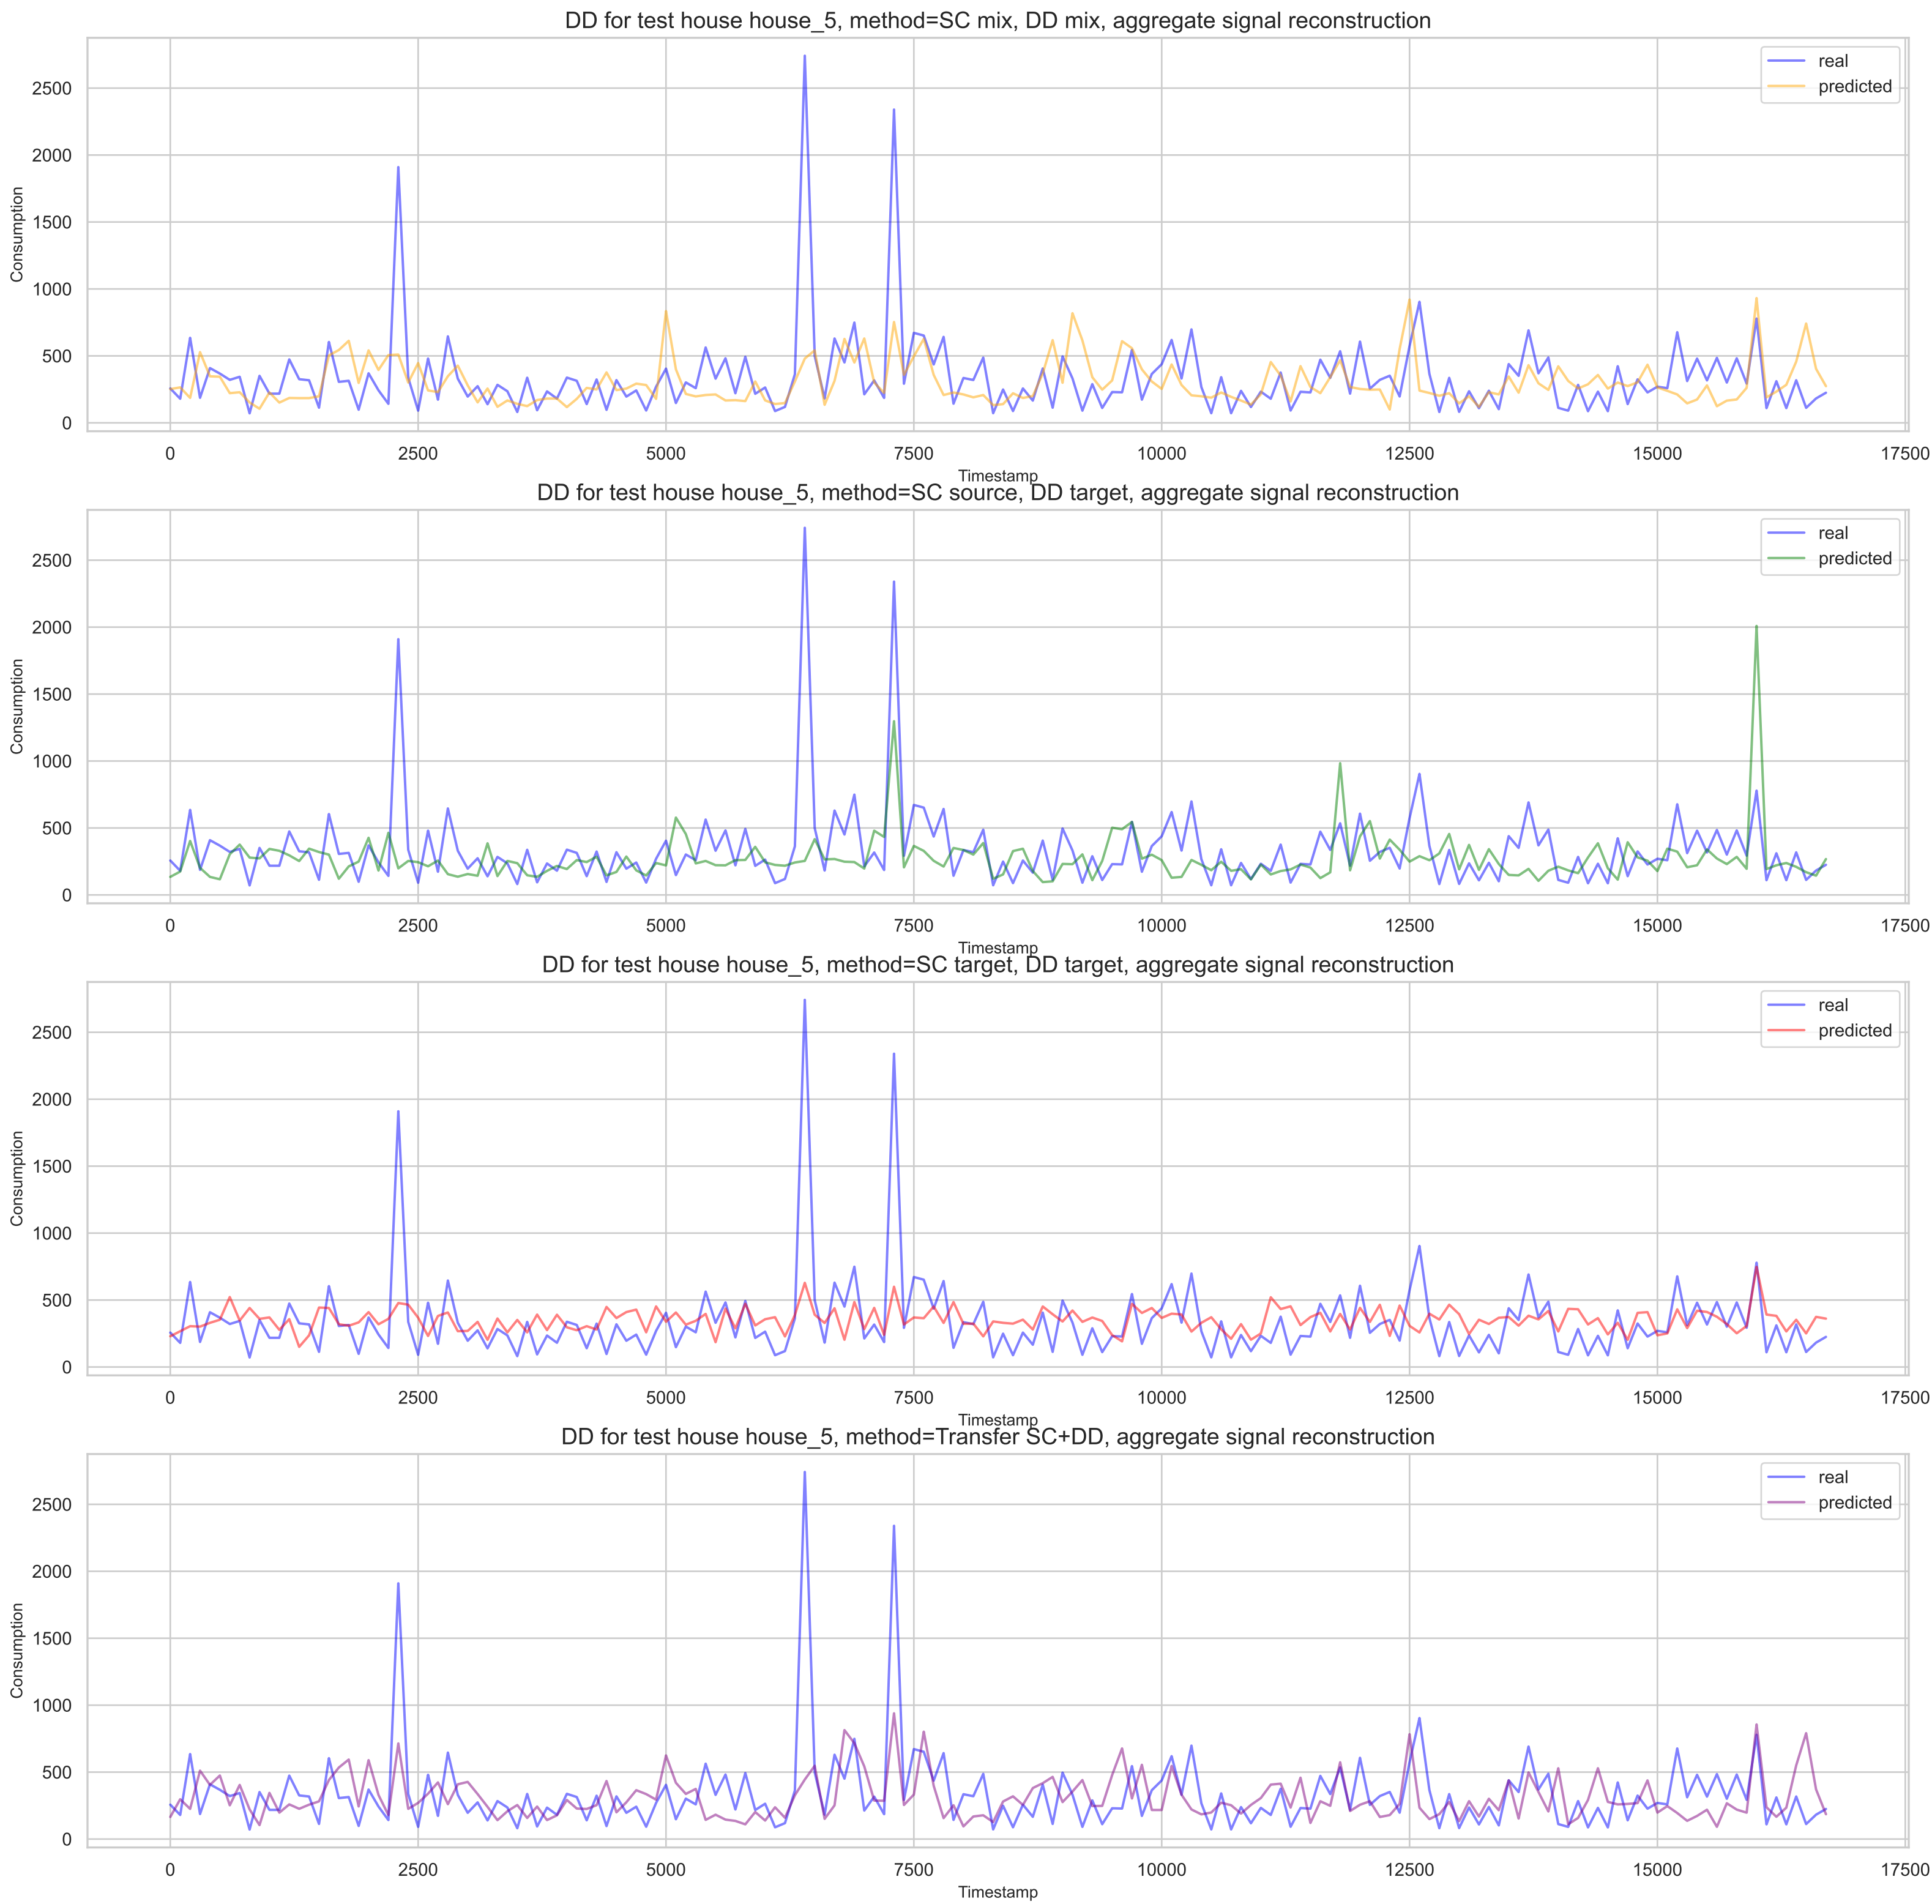 DD for test house house_5, method=SC mix, DD mix, aggregate signal reconstruction
real
predicted
2500
2000
1500
1000
500
0
Consumption
0 2500 5000 7500 10000 12500 15000 17500
Timestamp
DD for test house house_5, method=SC source, DD target, aggregate signal reconstruction
real
predicted
2500
2000
1500
1000
500
0
Consumption
0 2500 5000 7500 10000 12500 15000 17500
Timestamp
DD for test house house_5, method=SC target, DD target, aggregate signal reconstruction
real
predicted
2500
2000
1500
1000
500
0
Consumption
0 2500 5000 7500 10000 12500 15000 17500
Timestamp
DD for test house house_5, method=Transfer SC+DD, aggregate signal reconstruction
real
predicted
2500
2000
1500
1000
500
0
Consumption
0 2500 5000 7500 10000 12500 15000 17500
Timestamp